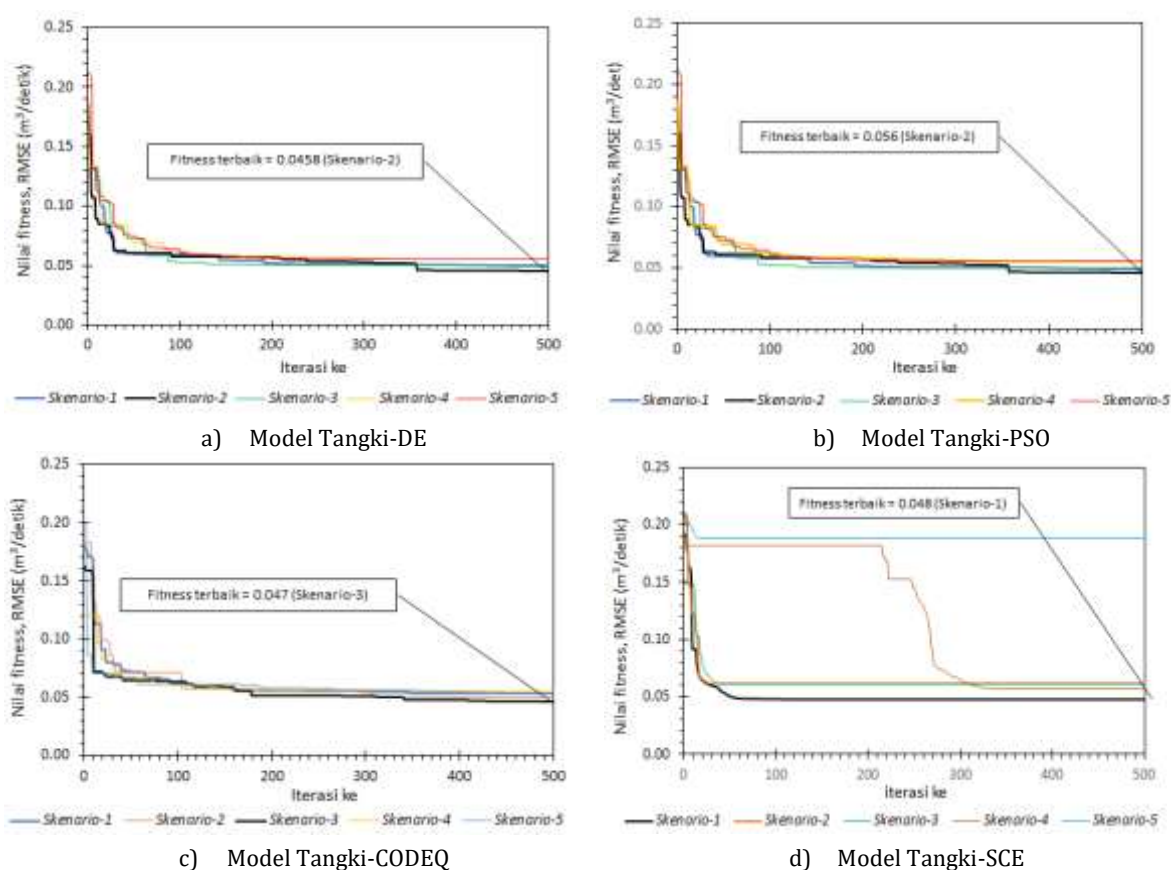 Nilai fitness, RMSE (m³/detik)
0.25
0.20
0.15
0.10
0.05
0.00
Fitness terbaik = 0.0458 (Skenario-2)
0 100 200 300 400 500
Iterasi ke
Skenario-1 Skenario-2 Skenario-3 Skenario-4 Skenario-5
a) Model Tangki-DE
Nilai fitness, RMSE (m³/det)
0.25
0.20
0.15
0.10
0.05
0.00
Fitness terbaik = 0.056 (Skenario-2)
0 100 200 300 400 500
Iterasi ke
Skenario-1 Skenario-2 Skenario-3 Skenario-4 Skenario-5
b) Model Tangki-PSO
Nilai fitness, RMSE (m³/detik)
0.25
0.20
0.15
0.10
0.05
0.00
Fitness terbaik = 0.047 (Skenario-3)
0 100 200 300 400 500
Iterasi ke
Skenario-1 Skenario-2 Skenario-3 Skenario-4 Skenario-5
c) Model Tangki-CODEQ
Nilai fitness, RMSE (m³/detik)
0.25
0.20
0.15
0.10
0.05
0.00
Fitness terbaik = 0.048 (Skenario-1)
0 100 200 300 400 500
Iterasi ke
Skenario-1 Skenario-2 Skenario-3 Skenario-4 Skenario-5
d) Model Tangki-SCE